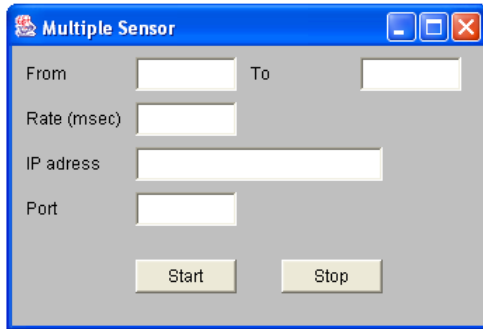 Multiple Sensor
From To
Rate (msec)
IP adress
Port
Start Stop